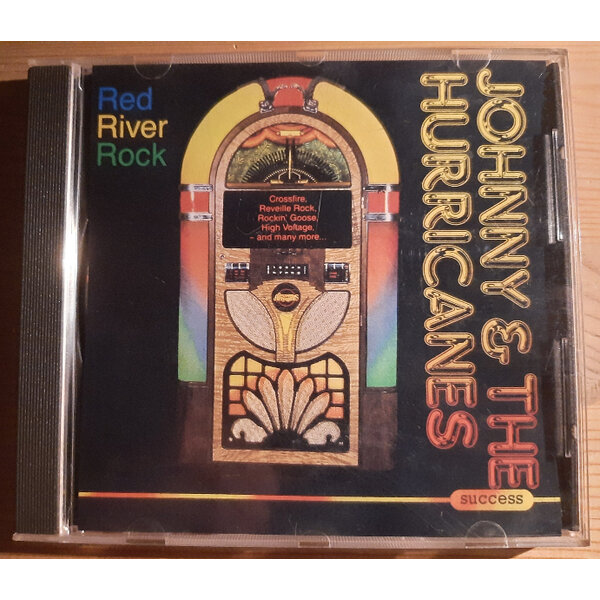 Red
River
Rock
Crossfire,
Reveille Rock,
Rockin' Goose,
High Voltage,
- and many more...
JOHNNY & THE
HURRICANES
success